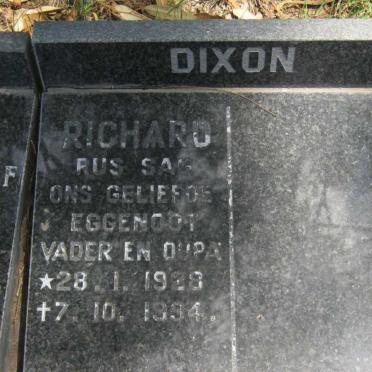 DIXON
RICHARD
RUS SAG
ONS GELIEFDE
EGGENOOT
VADER EN OUPA
★28.1.1928
✝7.10.1994.
F